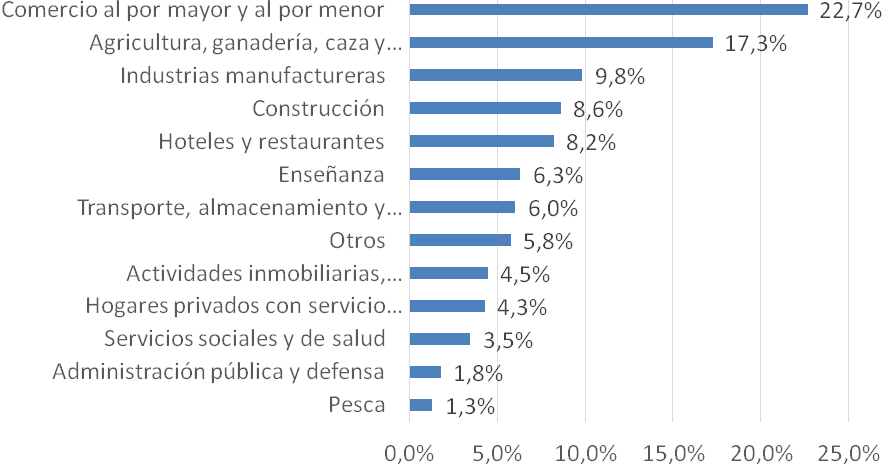 Comercio al por mayor y al por menor 22,7%
Agricultura, ganadería, caza y... 17,3%
Industrias manufactureras 9,8%
Construcción 8,6%
Hoteles y restaurantes 8,2%
Enseñanza 6,3%
Transporte, almacenamiento y... 6,0%
Otros 5,8%
Actividades inmobiliarias,... 4,5%
Hogares privados con servicio... 4,3%
Servicios sociales y de salud 3,5%
Administración pública y defensa 1,8%
Pesca 1,3%
0,0% 5,0% 10,0% 15,0% 20,0% 25,0%